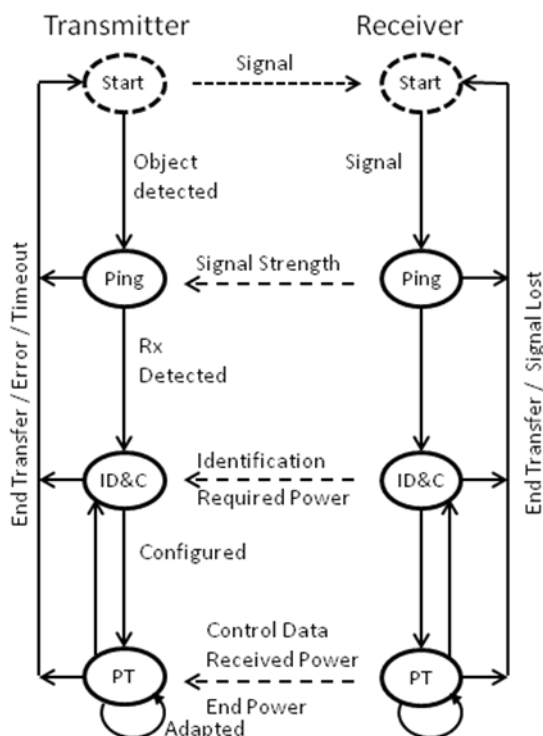 Transmitter
Receiver
Start
Signal
Start
Object
detected
Signal
Ping
Signal Strength
Ping
Rx
Detected
ID&C
Identification
Required Power
ID&C
Configured
PT
Control Data
Received Power
End Power
PT
Adapted
End Transfer / Error / Timeout
End Transfer / Signal Lost